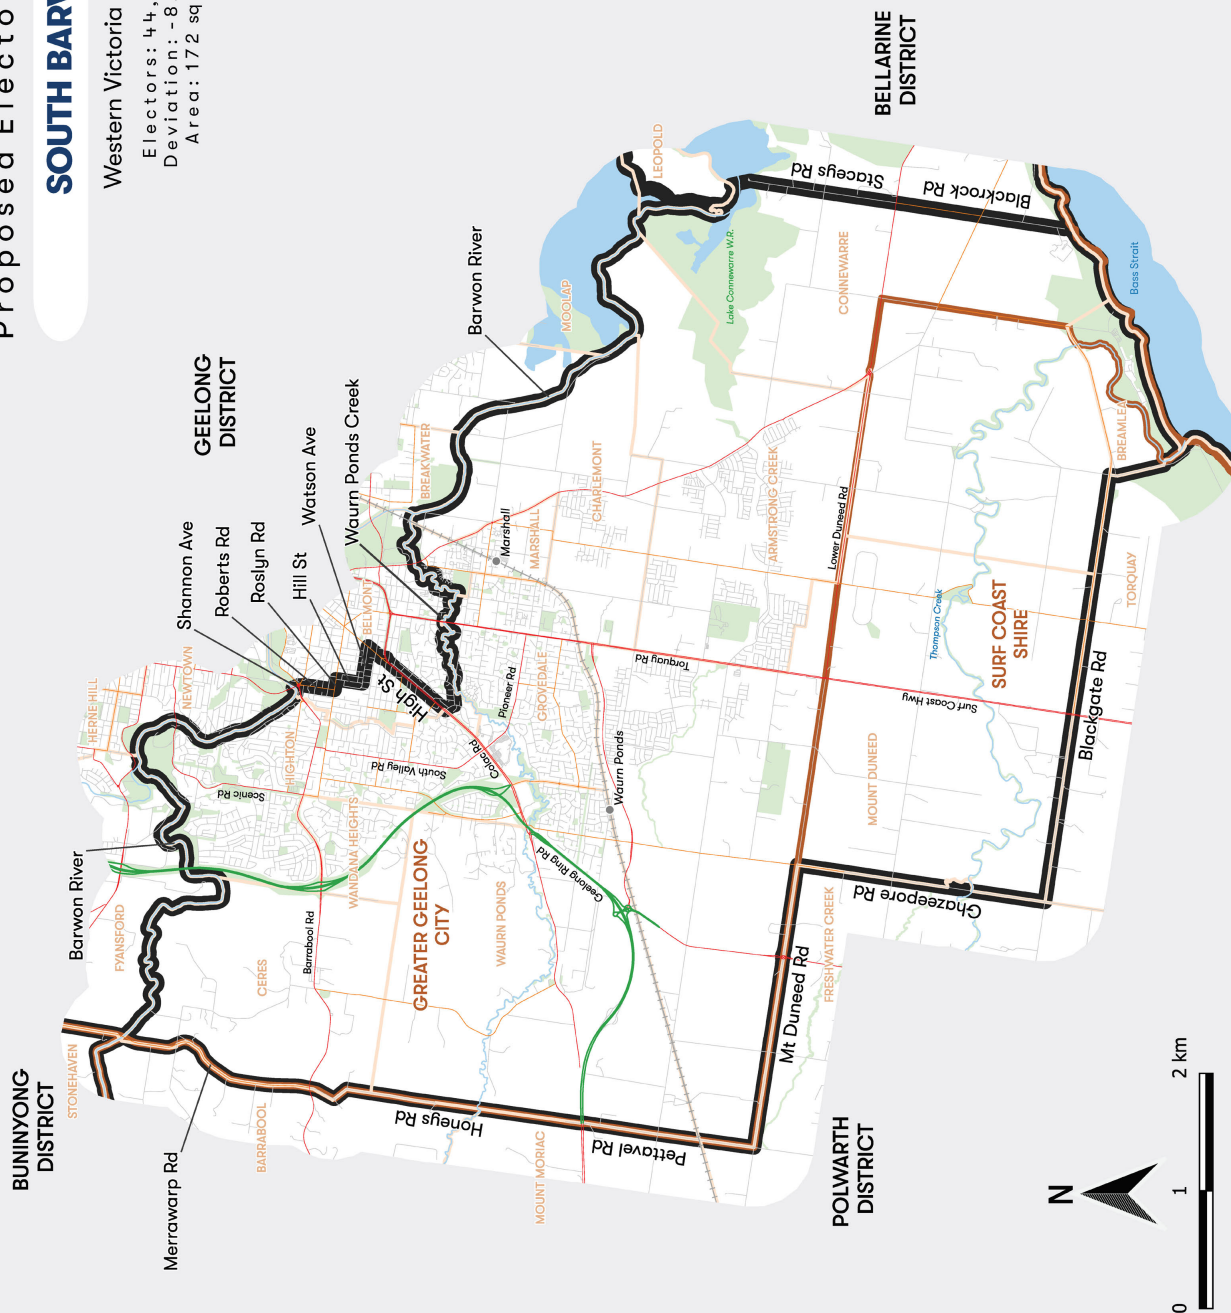 Proposed
SOUTH
Western Victoria
Electors: 44,
Deviation: -8
Area: 172 sq
BUNINYONG
DISTRICT
GEELONG
DISTRICT
BELLARINE
DISTRICT
POLWARTH
DISTRICT
Merrawarp Rd
Barwon River
Shannon Ave
Roberts Rd
Roslyn Rd
Hill St
Watson Ave
Waurn Ponds Creek
Barwon River
STONEHAVEN
FYANSFORD
HERNE HILL
NEWTOWN
BARRABOOL
CERES
HIGHTON
BELMONT
BREAKWATER
MOOLAP
LEOPOLD
Scenic Rd
Barrabool Rd
WANDANA HEIGHTS
South Valley Rd
High St
Colac Rd
Pioneer Rd
Marshall
MARSHALL
CHARLEMONT
GREATER GEELONG
CITY
WAURN PONDS
GROVEDALE
Geelong Ring Rd
Waurn Ponds
Torquay Rd
Honeys Rd
MOUNT MORIAC
Pettavel Rd
Lake Connewarre W.R.
Staceys Rd
ARMSTRONG CREEK
CONNEWARRE
Blackrock Rd
Lower Duneed Rd
Mt Duneed Rd
FRESHWATER CREEK
Ghazeepore Rd
MOUNT DUNEED
Surf Coast Hwy
Thompson Creek
SURF COAST
SHIRE
Blackgate Rd
TORQUAY
BREAMLEA
Bass Strait
N
0 1 2 km